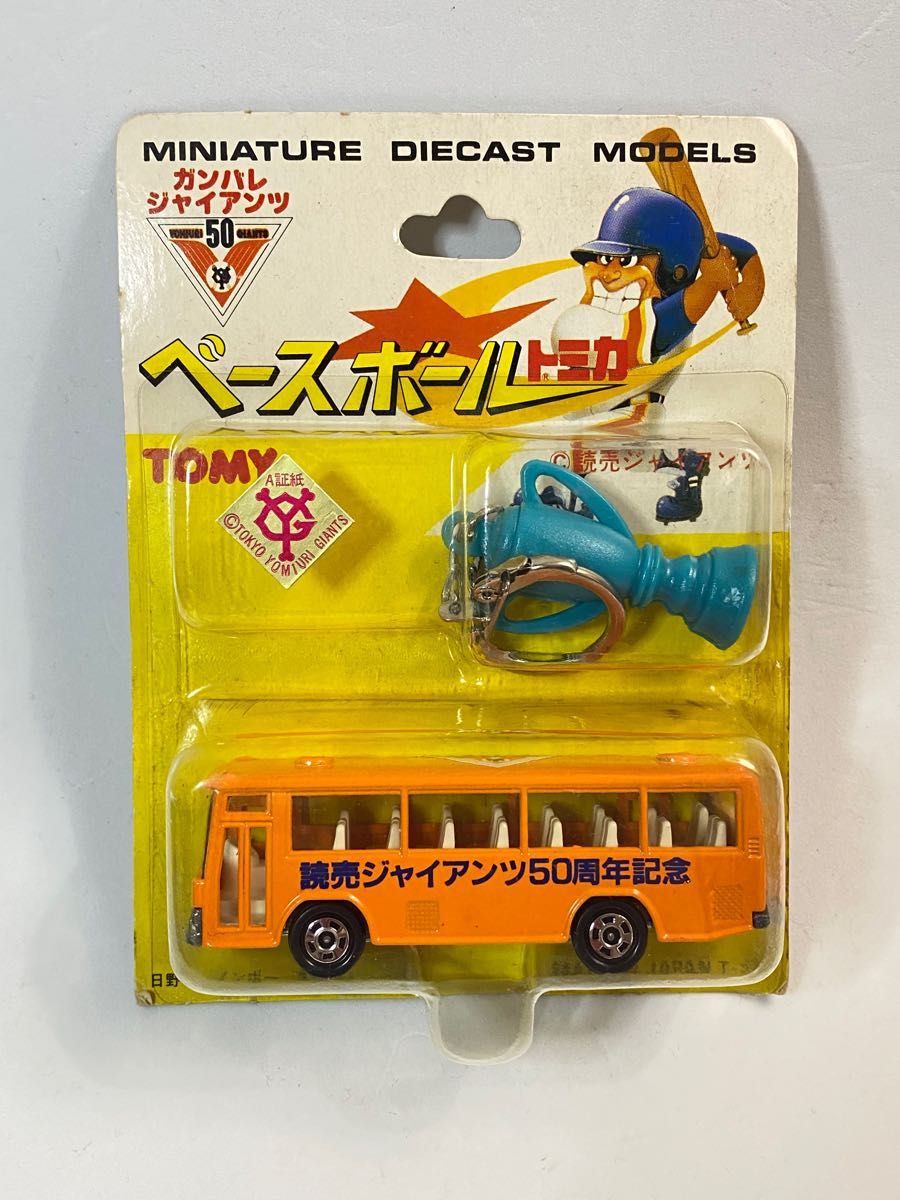 MINIATURE DIECAST MODELS
ガンバレ
ジャイアンツ
YOMIURI 50 GIANTS
ベースボールトミカ
TOMY
©読売ジャイアンツ
A証紙
YG
©TOKYO YOMIURI GIANTS
読売ジャイアンツ50周年記念
日野